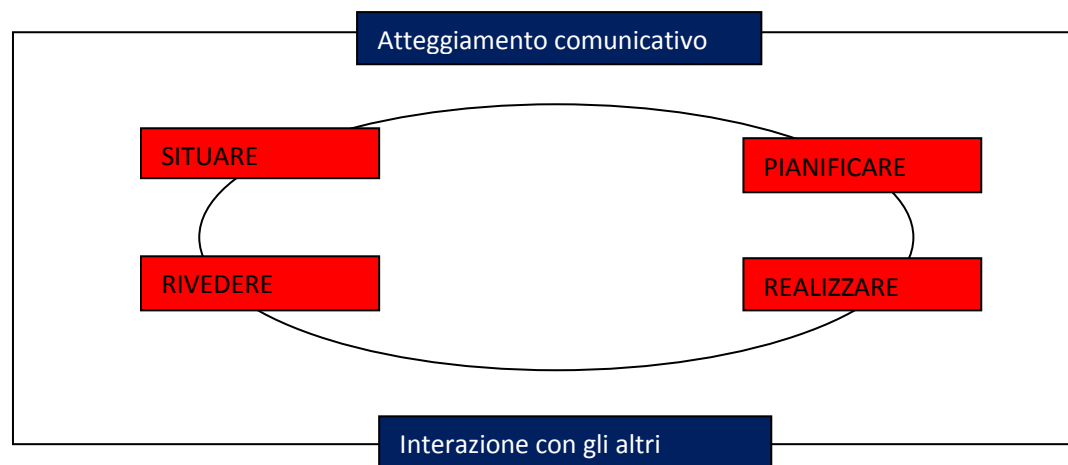 Atteggiamento comunicativo
SITUARE
PIANIFICARE
RIVEDERE
REALIZZARE
Interazione con gli altri